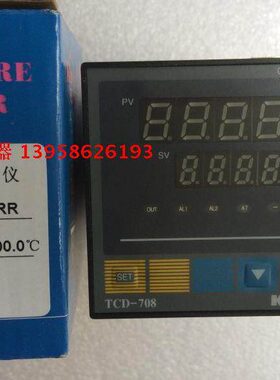 RE
R
PV
器 13958626193
仪
SV
RR
OUT AL1 AL2 AT
00.0℃
SET
TCD-708
K